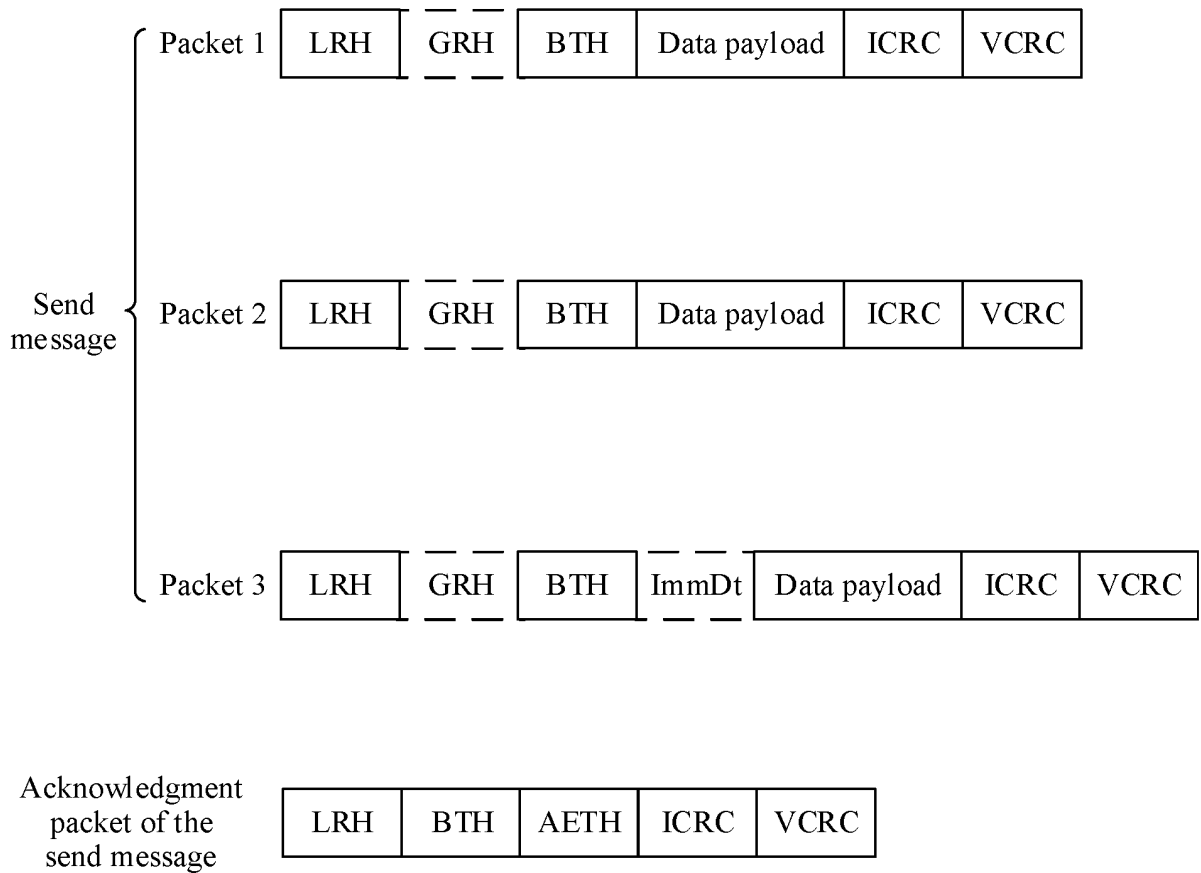 Packet 1 LRH GRH BTH Data payload ICRC VCRC
Send
message
Packet 2 LRH GRH BTH Data payload ICRC VCRC
Packet 3 LRH GRH BTH ImmDt Data payload ICRC VCRC
Acknowledgment
packet of the
send message
LRH BTH AETH ICRC VCRC